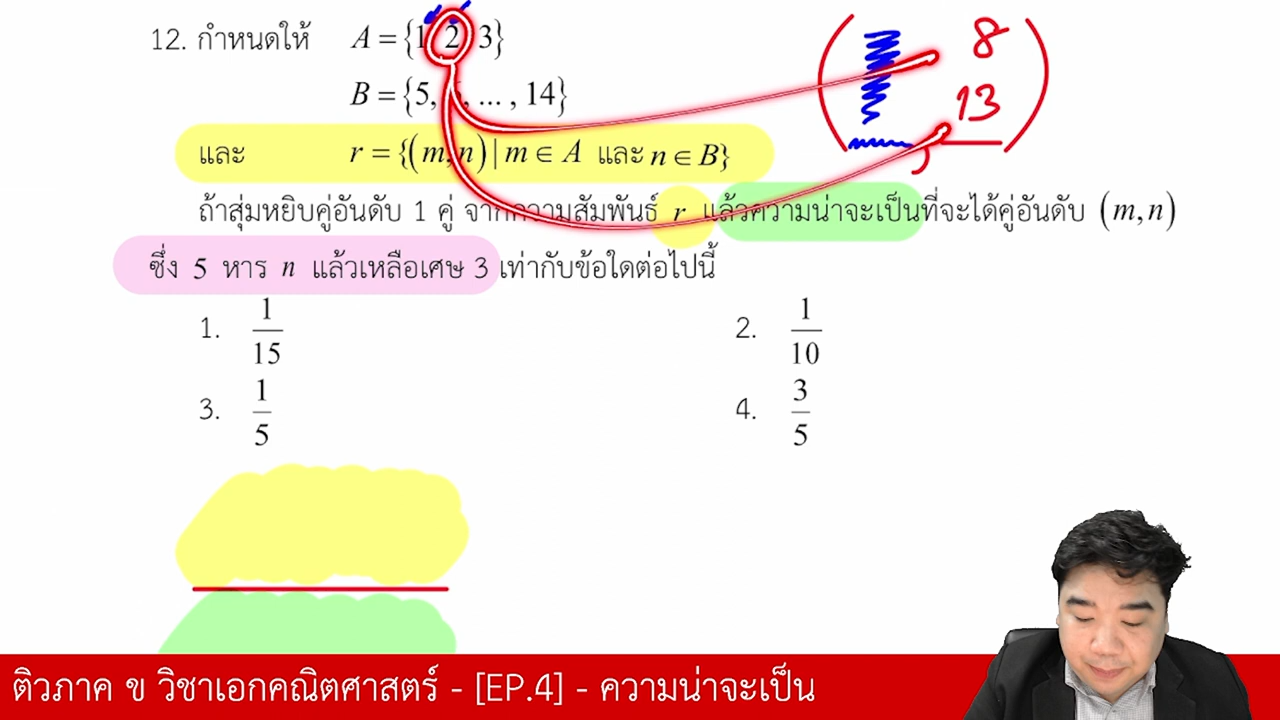 12. กำหนดให้ A = {1, 2, 3}
B = {5, 6, ... , 14}
และ r = {(m, n) | m ∈ A และ n ∈ B}
ถ้าสุ่มหยิบคู่อันดับ 1 คู่ จากความสัมพันธ์ r แล้วความน่าจะเป็นที่จะได้คู่อันดับ (m, n)
ซึ่ง 5 หาร n แล้วเหลือเศษ 3 เท่ากับข้อใดต่อไปนี้
1. 1/15
2. 1/10
3. 1/5
4. 3/5
( , 8
13 )
ติวภาค ข วิชาเอกคณิตศาสตร์ - [EP.4] - ความน่าจะเป็น